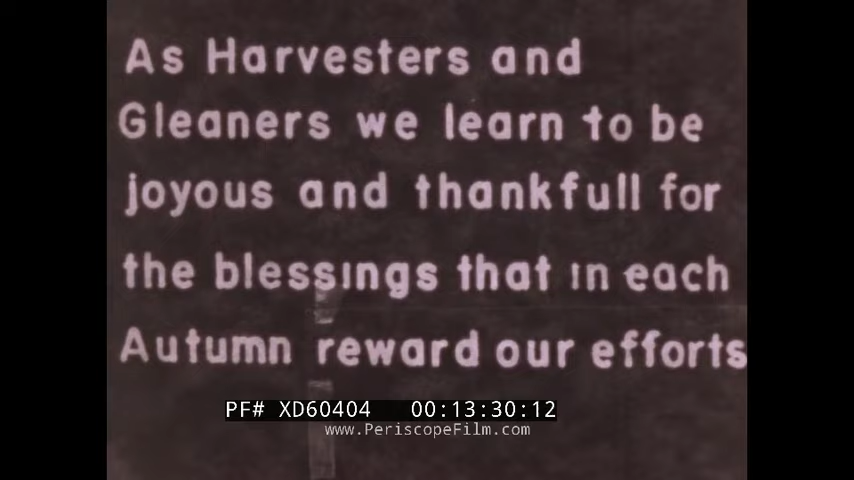 As Harvesters and
Gleaners we learn to be
joyous and thankfull for
the blessings that in each
Autumn reward our efforts
PF# XD60404 00:13:30:12
www.PeriscopeFilm.com